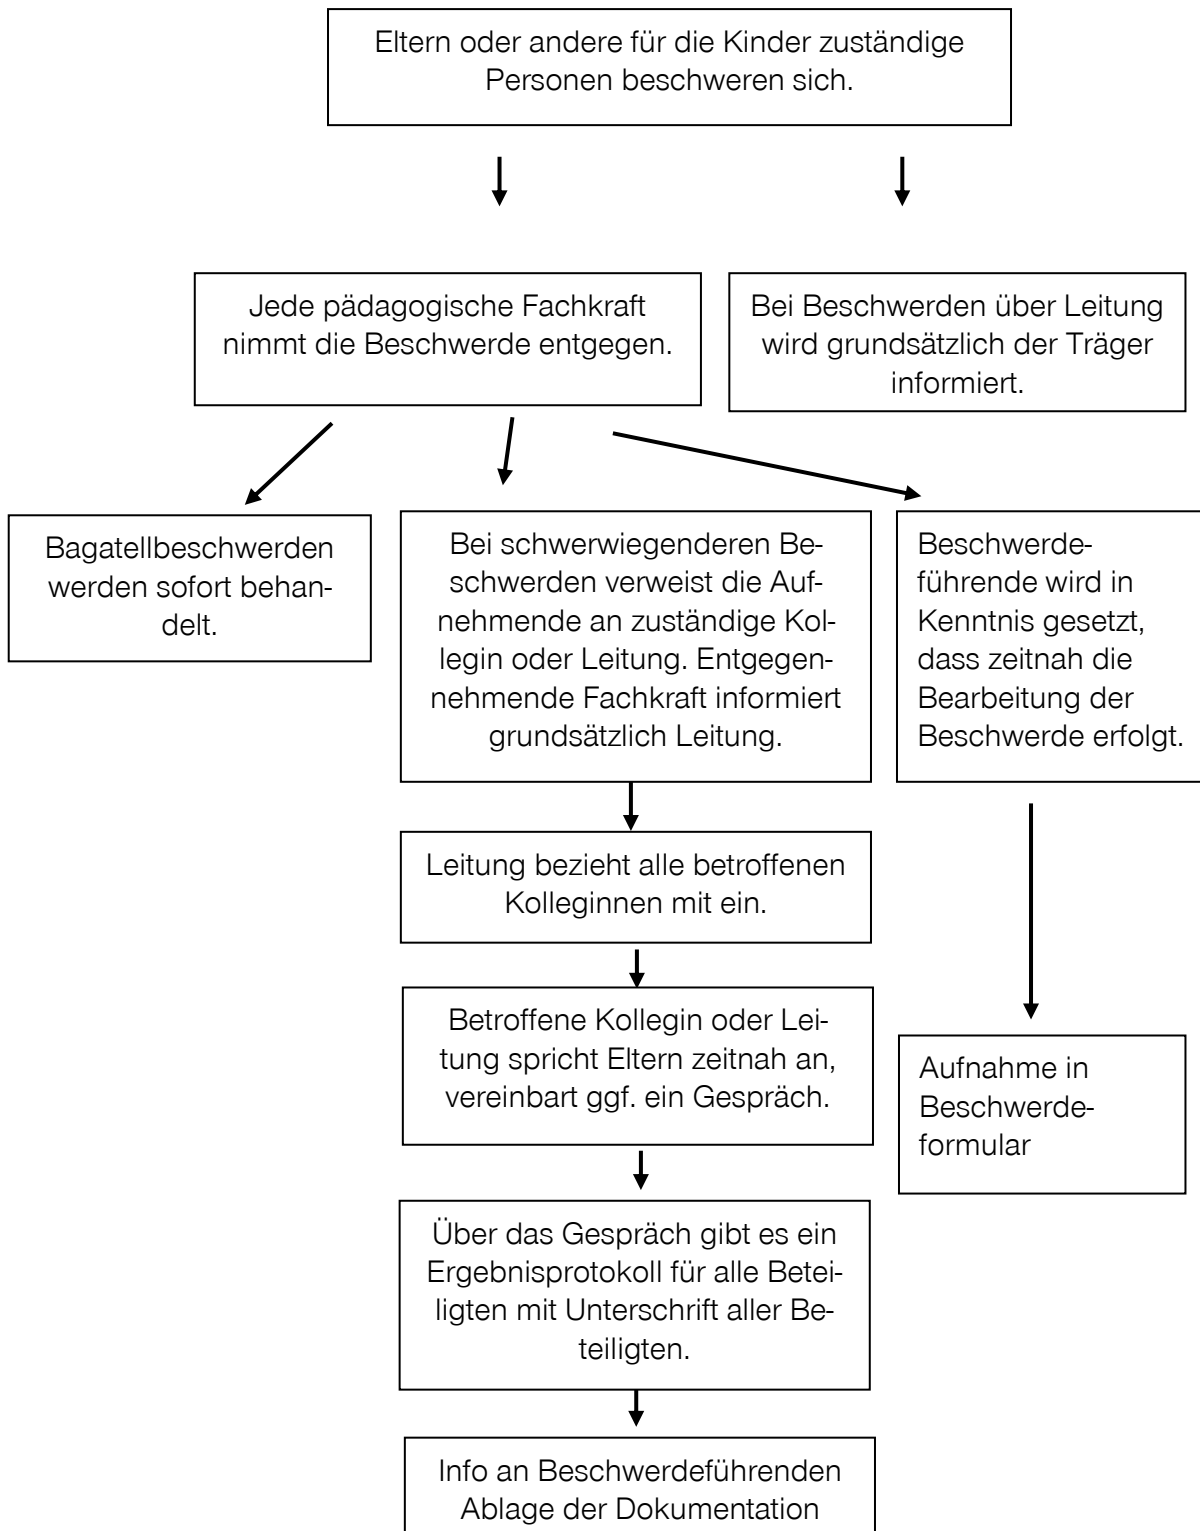 Eltern oder andere für die Kinder zuständige
Personen beschweren sich.
Jede pädagogische Fachkraft
nimmt die Beschwerde entgegen.
Bei Beschwerden über Leitung
wird grundsätzlich der Träger
informiert.
Bagatellbeschwerden
werden sofort behan-
delt.
Bei schwerwiegenderen Be-
schwerden verweist die Auf-
nehmende an zuständige Kol-
legin oder Leitung. Entgegen-
nehmende Fachkraft informiert
grundsätzlich Leitung.
Beschwerde-
führende wird in
Kenntnis gesetzt,
dass zeitnah die
Bearbeitung der
Beschwerde erfolgt.
Leitung bezieht alle betroffenen
Kolleginnen mit ein.
Betroffene Kollegin oder Lei-
tung spricht Eltern zeitnah an,
vereinbart ggf. ein Gespräch.
Aufnahme in
Beschwerde-
formular
Über das Gespräch gibt es ein
Ergebnisprotokoll für alle Betei-
ligten mit Unterschrift aller Be-
teiligten.
Info an Beschwerdeführenden
Ablage der Dokumentation